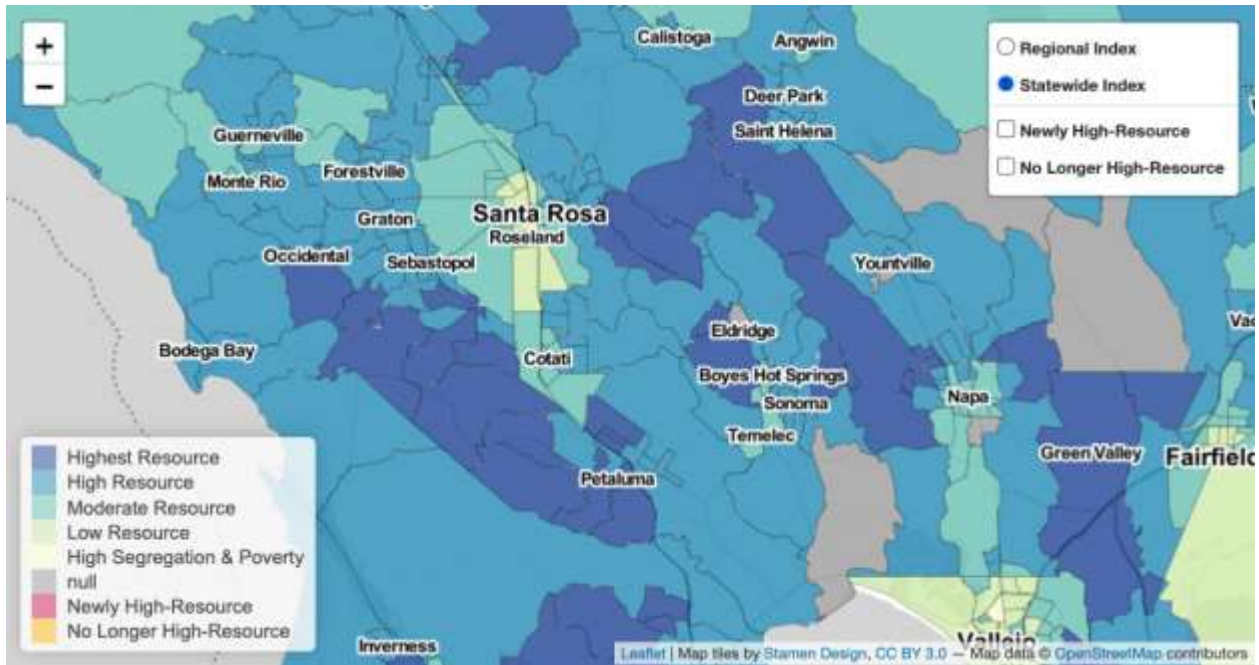 +
−
Calistoga
Angwin
Regional Index
Statewide Index
Newly High-Resource
No Longer High-Resource
Deer Park
Saint Helena
Guerneville
Forestville
Monte Rio
Santa Rosa
Graton
Roseland
Occidental
Sebastopol
Yountville
Eldridge
Bodega Bay
Cotati
Boyes Hot Springs
Sonoma
Napa
Temelec
Green Valley
Fairfield
Petaluma
Highest Resource
High Resource
Moderate Resource
Low Resource
High Segregation & Poverty
null
Newly High-Resource
No Longer High-Resource
Inverness
Vallejo
Leaflet | Map tiles by Stamen Design, CC BY 3.0 — Map data © OpenStreetMap contributors